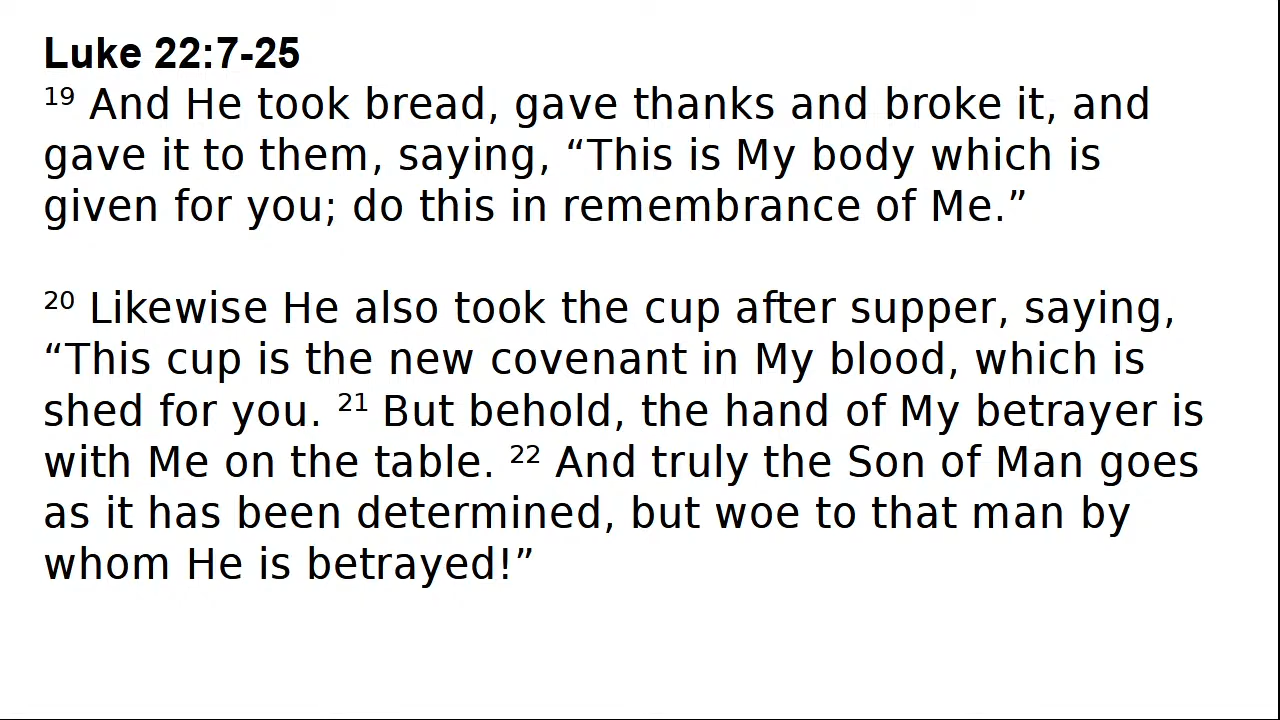 Luke 22:7-25
19 And He took bread, gave thanks and broke it, and
gave it to them, saying, “This is My body which is
given for you; do this in remembrance of Me.”
20 Likewise He also took the cup after supper, saying,
“This cup is the new covenant in My blood, which is
shed for you. 21 But behold, the hand of My betrayer is
with Me on the table. 22 And truly the Son of Man goes
as it has been determined, but woe to that man by
whom He is betrayed!”